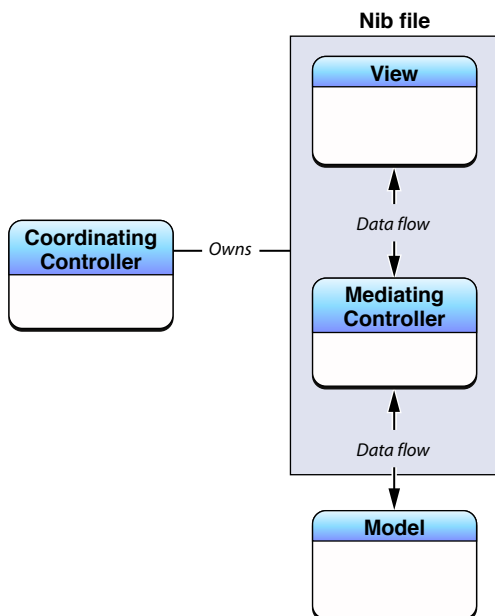 Nib file
View
Data flow
Coordinating
Controller
Owns
Mediating
Controller
Data flow
Model